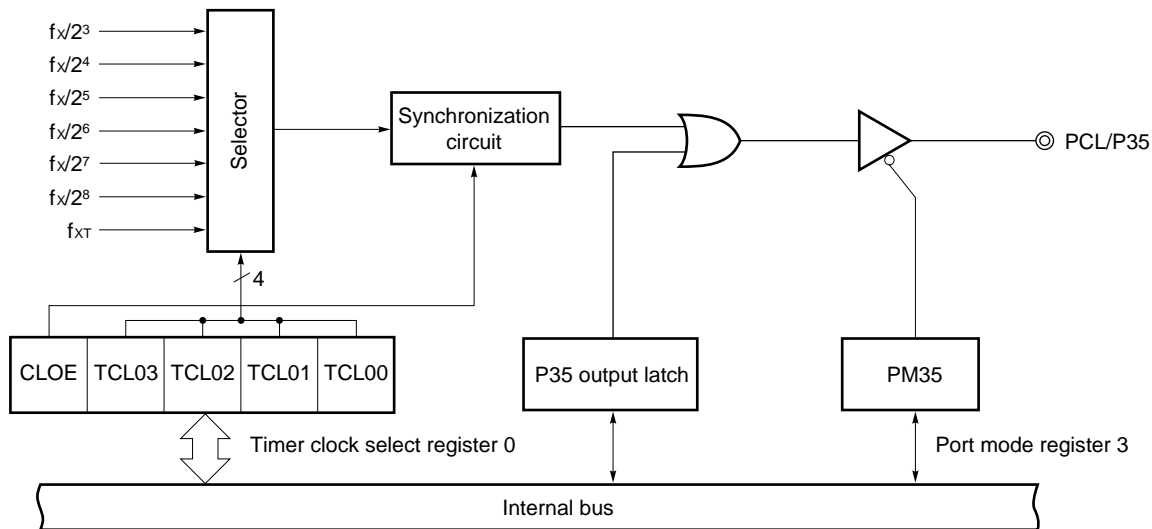 fX/2³
fX/2⁴
fX/2⁵
fX/2⁶
fX/2⁷
fX/2⁸
fXT
Selector
Synchronization
circuit
PCL/P35
4
CLOE TCL03 TCL02 TCL01 TCL00
P35 output latch
PM35
Timer clock select register 0
Port mode register 3
Internal bus